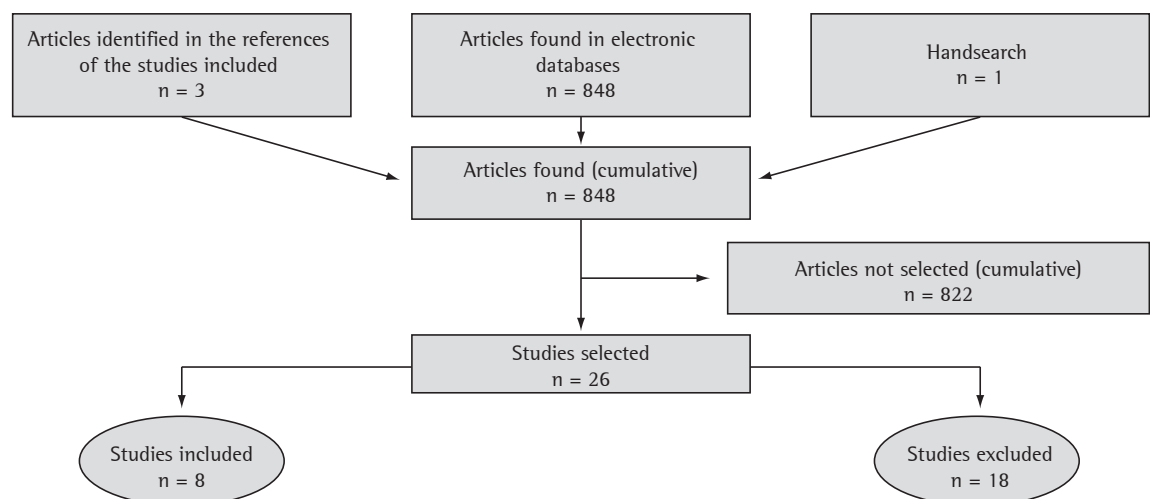 Articles identified in the references
of the studies included
n = 3
Articles found in electronic
databases
n = 848
Handsearch
n = 1
Articles found (cumulative)
n = 848
Articles not selected (cumulative)
n = 822
Studies selected
n = 26
Studies included
n = 8
Studies excluded
n = 18